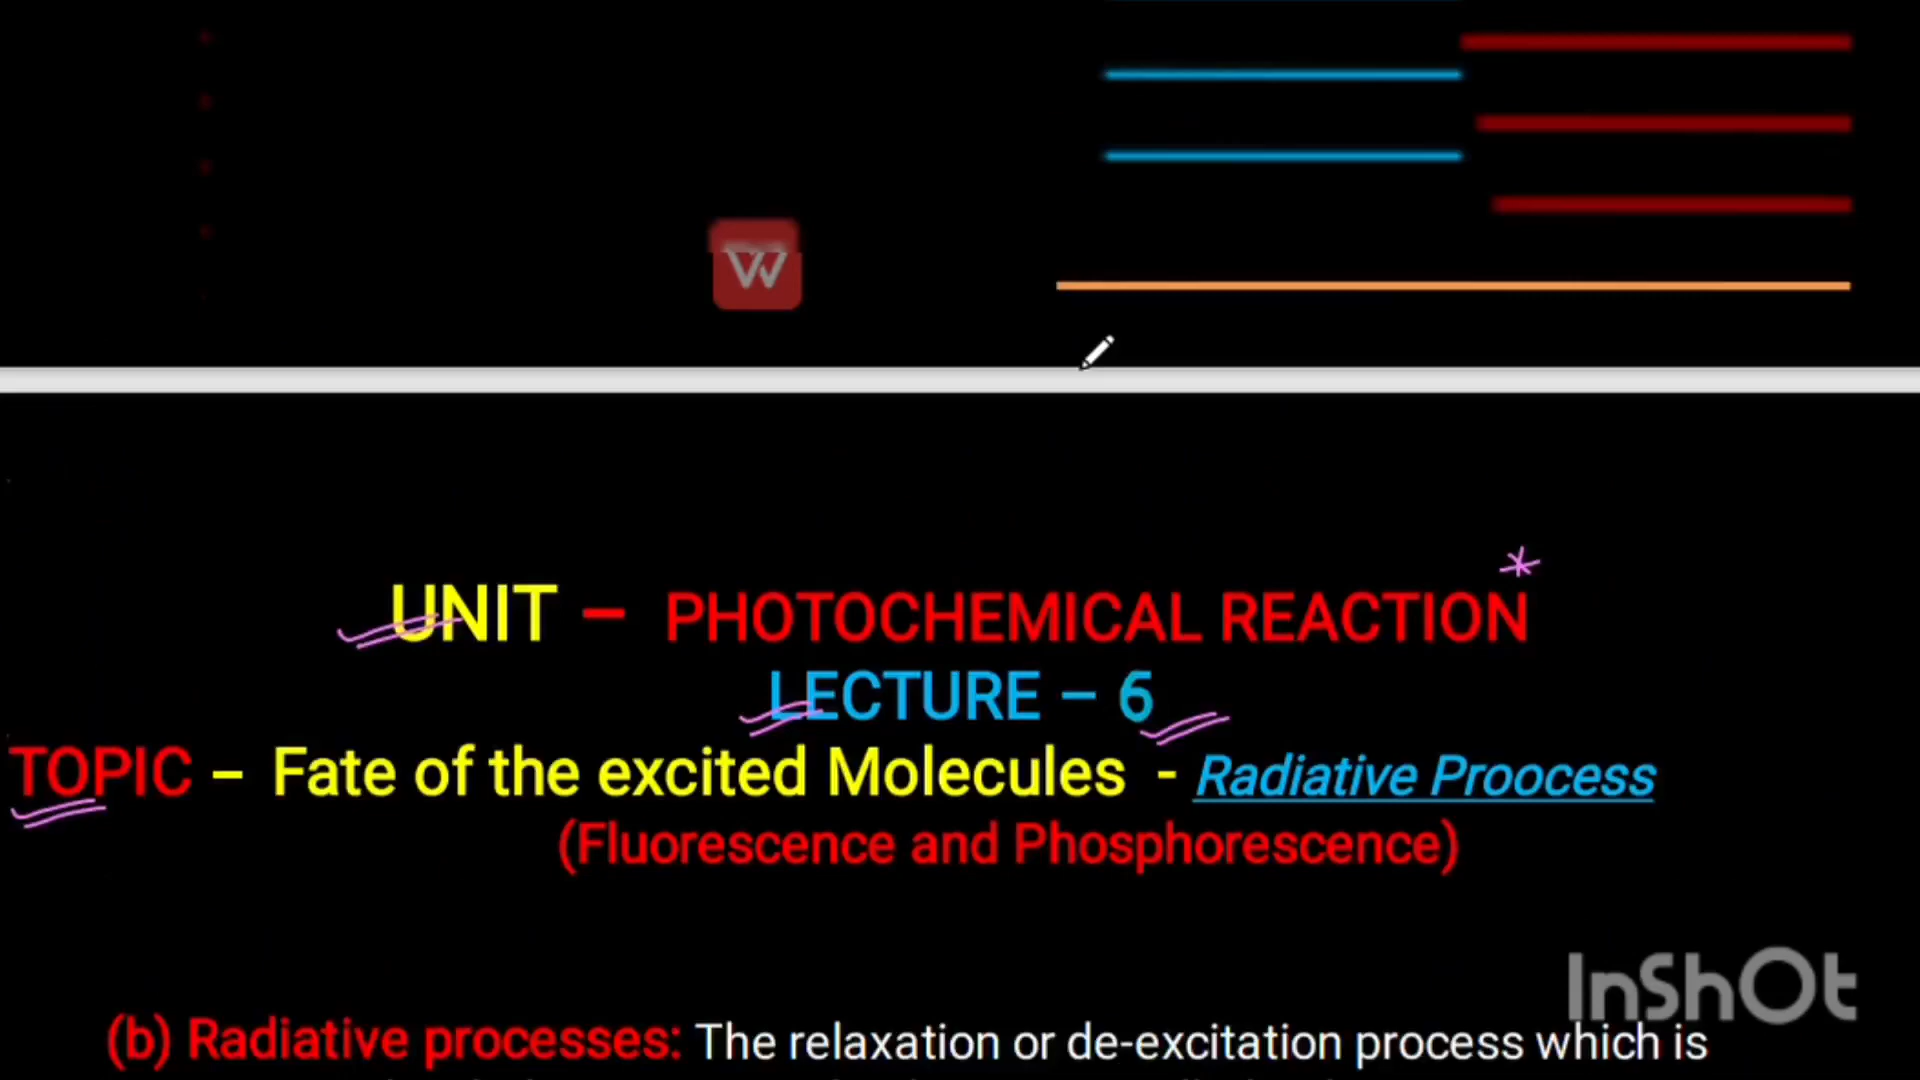 W
UNIT – PHOTOCHEMICAL REACTION *
LECTURE – 6
TOPIC – Fate of the excited Molecules - Radiative Proocess
(Fluorescence and Phosphorescence)
InShOt
(b) Radiative processes: The relaxation or de-excitation process which is